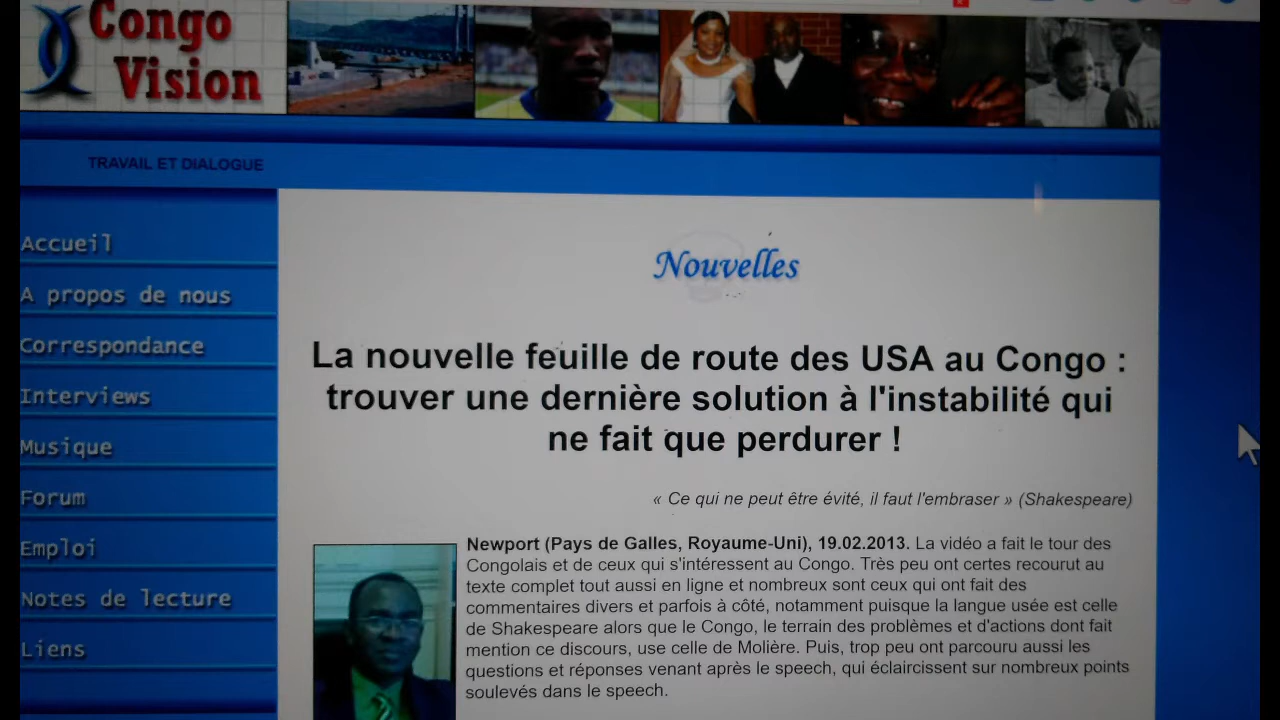 Congo
Vision
TRAVAIL ET DIALOGUE
Accueil
A propos de nous
Correspondance
Interviews
Musique
Forum
Emploi
Notes de lecture
Liens
Nouvelles
La nouvelle feuille de route des USA au Congo :
trouver une dernière solution à l'instabilité qui
ne fait que perdurer !
« Ce qui ne peut être évité, il faut l'embraser » (Shakespeare)
Newport (Pays de Galles, Royaume-Uni), 19.02.2013. La vidéo a fait le tour des
Congolais et de ceux qui s'intéressent au Congo. Très peu ont certes recourut au
texte complet tout aussi en ligne et nombreux sont ceux qui ont fait des
commentaires divers et parfois à côté, notamment puisque la langue usée est celle
de Shakespeare alors que le Congo, le terrain des problèmes et d'actions dont fait
mention ce discours, use celle de Molière. Puis, trop peu ont parcouru aussi les
questions et réponses venant après le speech, qui éclaircissent sur nombreux points
soulevés dans le speech.